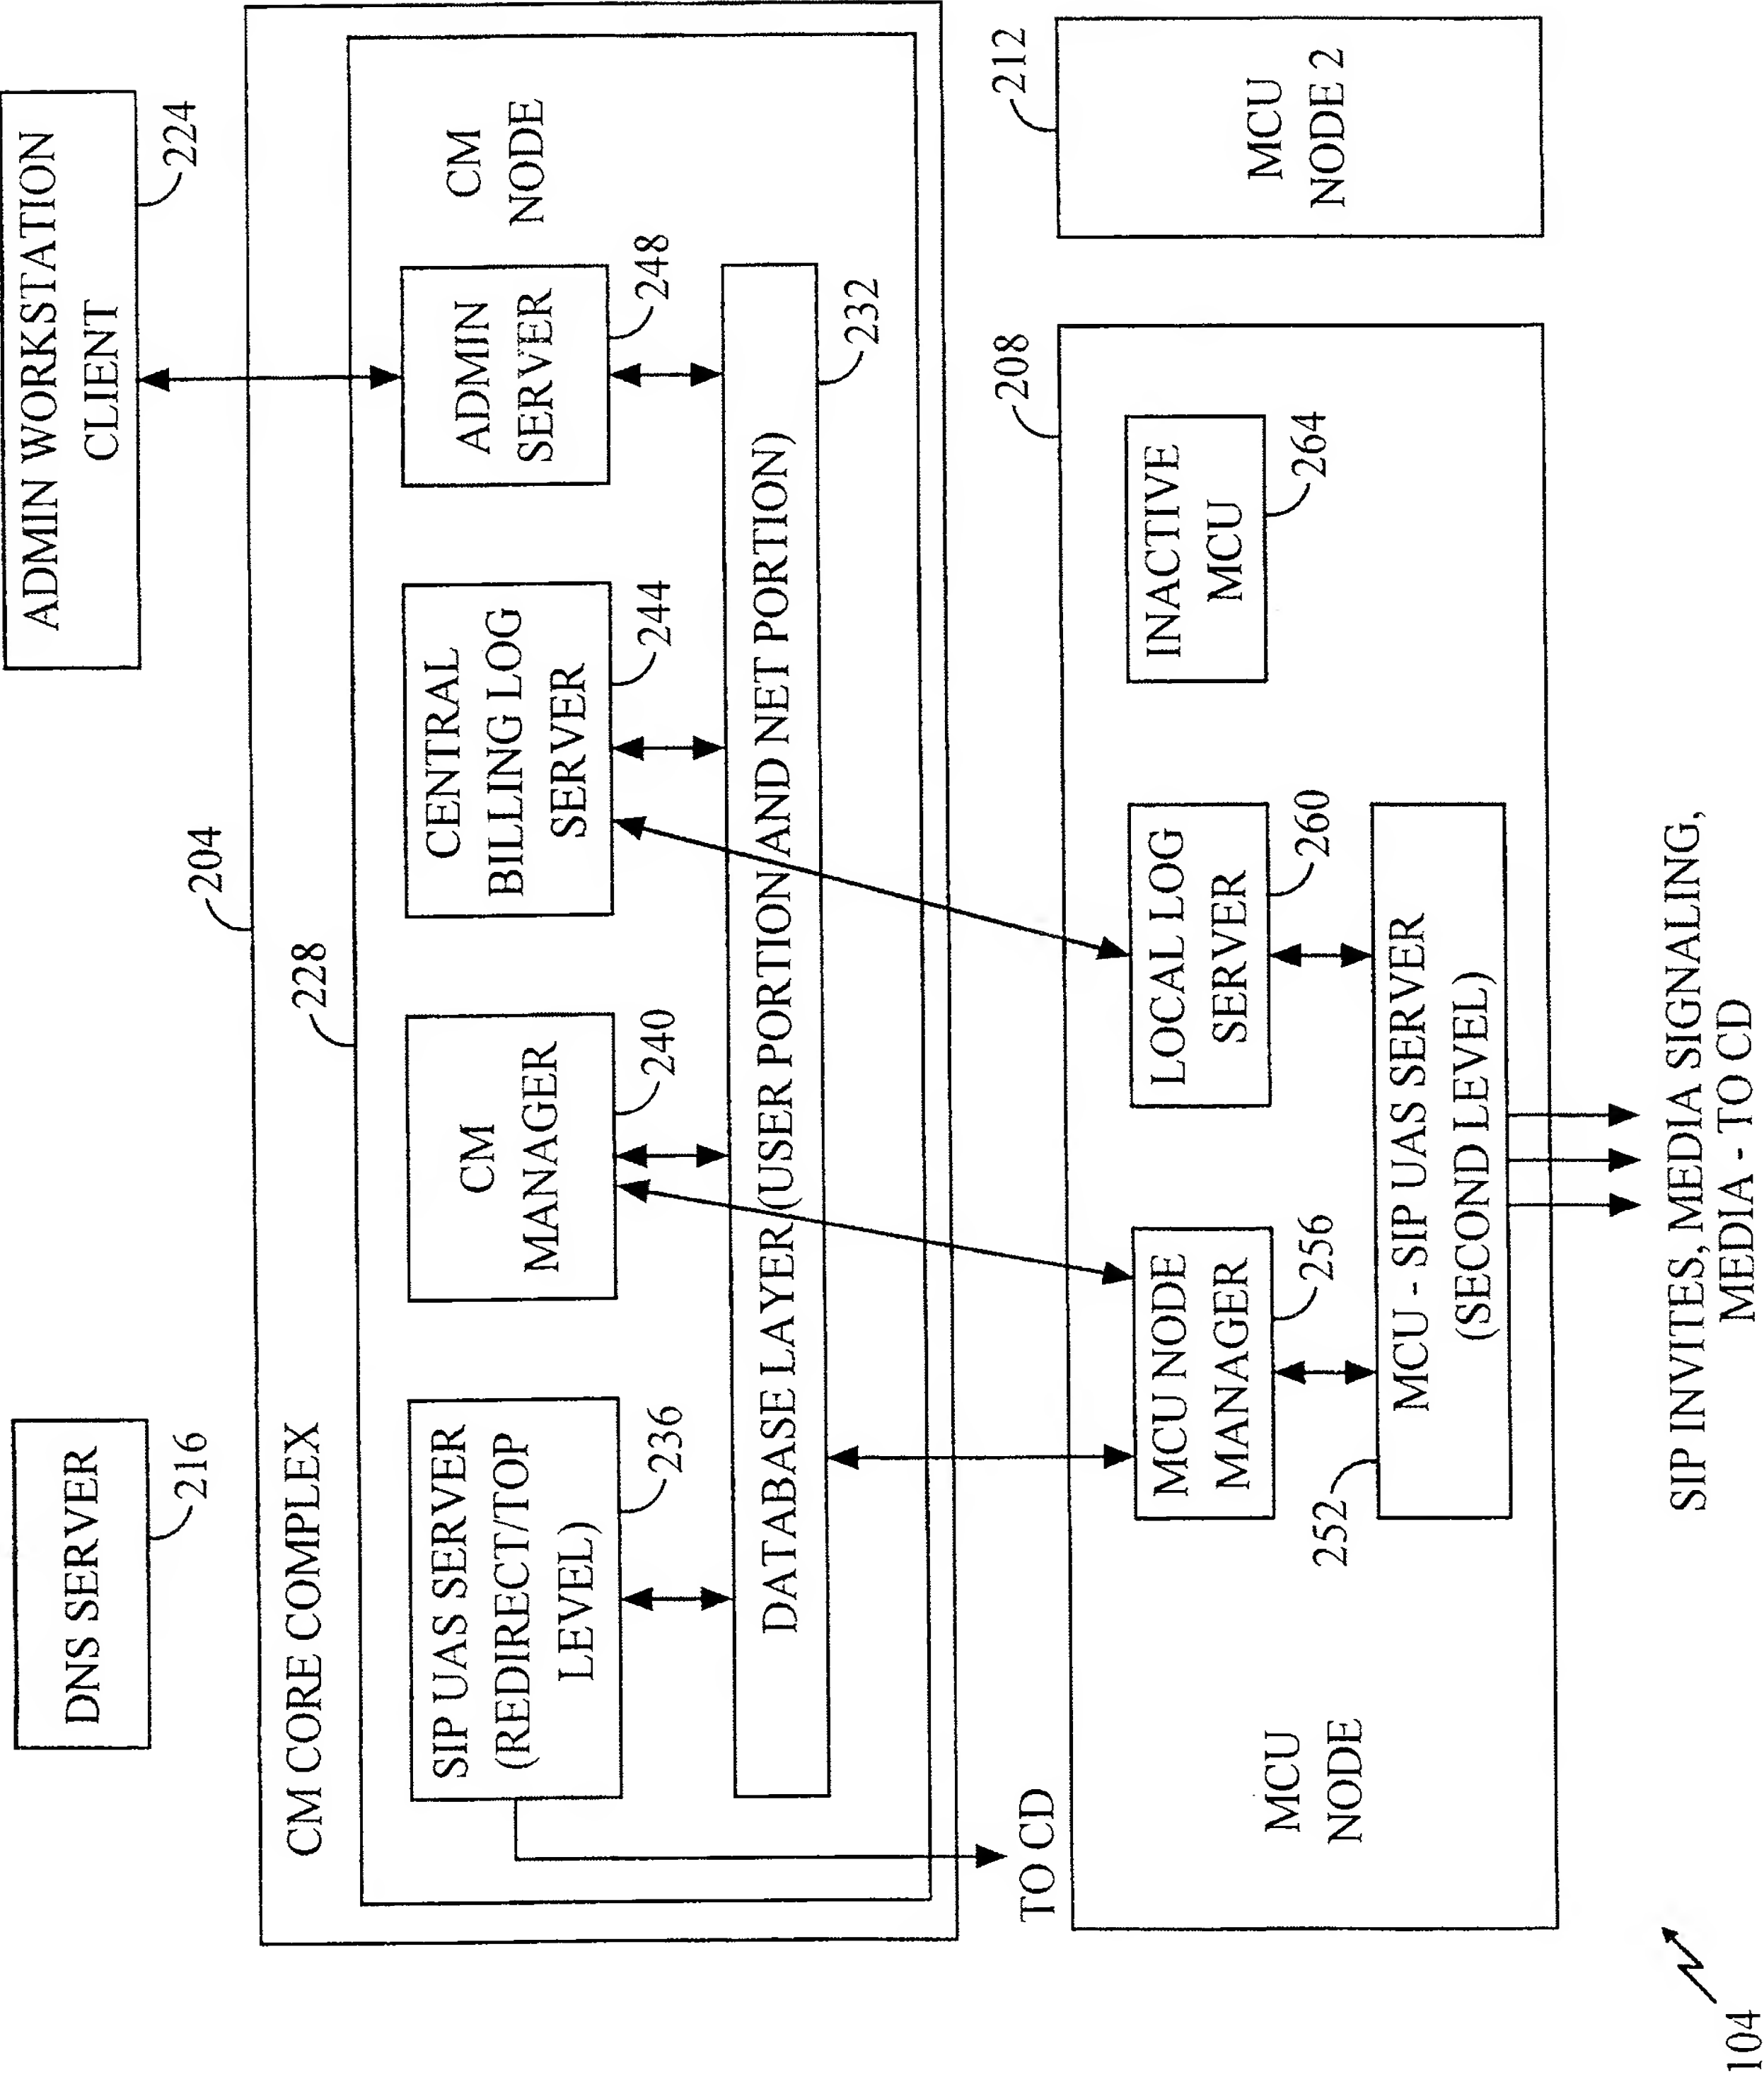 DNS SERVER
216
ADMIN WORKSTATION
CLIENT
224
204
CM CORE COMPLEX
228
SIP UAS SERVER
(REDIRECT/TOP
LEVEL)
236
CM
MANAGER
240
CENTRAL
BILLING LOG
SERVER
244
ADMIN
SERVER
248
CM
NODE
DATABASE LAYER (USER PORTION AND NET PORTION)
232
TO CD
208
212
MCU
NODE
MCU NODE
MANAGER
256
LOCAL LOG
SERVER
260
INACTIVE
MCU
264
MCU
NODE 2
252
MCU - SIP UAS SERVER
(SECOND LEVEL)
SIP INVITES, MEDIA SIGNALING,
MEDIA - TO CD
104